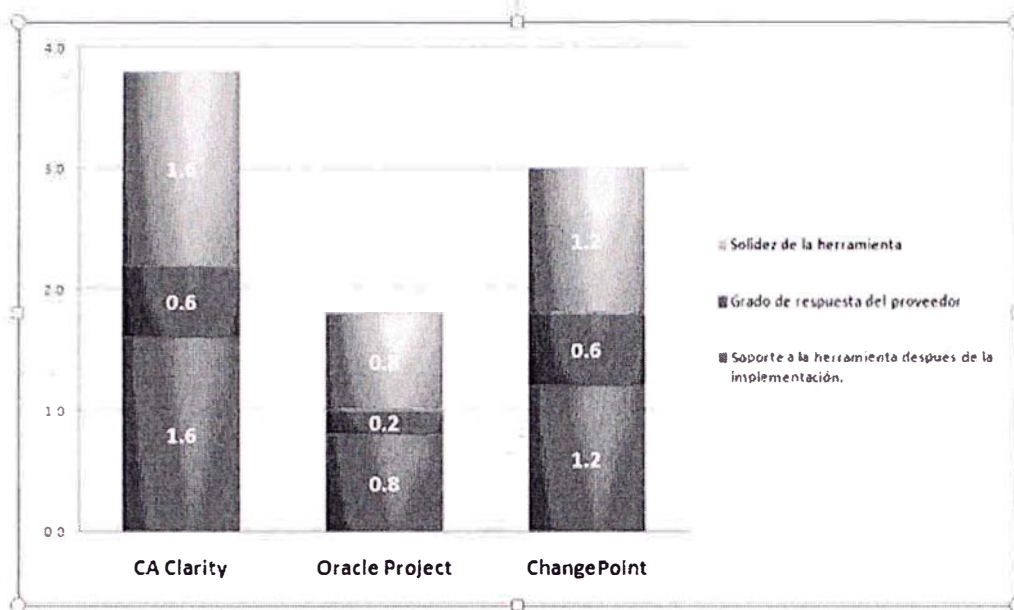 4.0
3.0
2.0
1.0
0.0
1.6
0.6
1.6
0.8
0.2
0.8
1.2
0.6
1.2
CA Clarity
Oracle Project
ChangePoint
Solidez de la herramienta
Grado de respuesta del proveedor
Soporte a la herramienta despues de la
implementación.